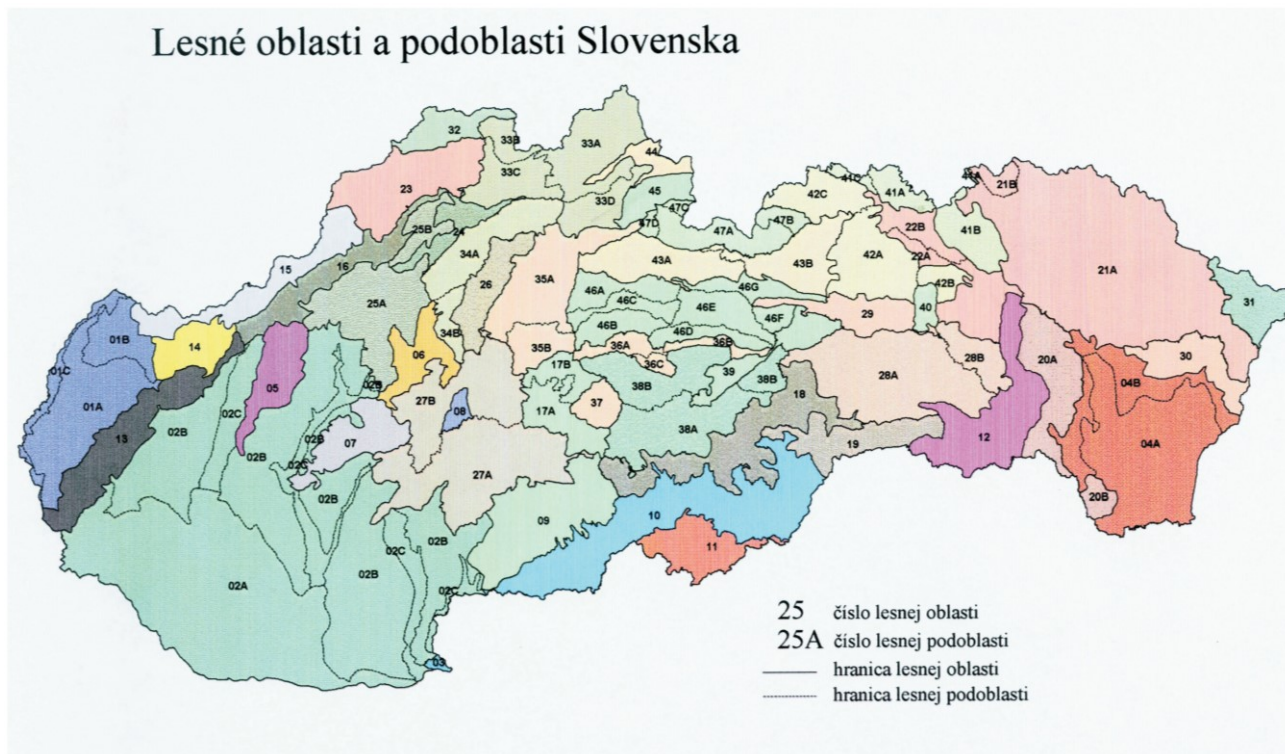 Lesné oblasti a podoblasti Slovenska
32
33B
33A
44
33C
23
45
33D
47C
41C
41A
44A
21B
42C
25B
24
47D
47A
47B
22B
41B
34A
16
15
43A
43B
42A
22A
21A
26
35A
46A
46G
42B
31
25A
46C
46E
40
01B
14
06
34B
46B
46D
46F
29
01C
35B
36A
36B
28B
20A
30
05
02B
17B
36C
39
38B
28A
04B
01A
02C
27B
08
17A
37
38B
18
13
02B
02B
02B
07
38A
19
12
04A
02C
27A
02B
09
10
20B
02C
02B
11
02A
02B
02C
03
25 číslo lesnej oblasti
25A číslo lesnej podoblasti
hranica lesnej oblasti
hranica lesnej podoblasti